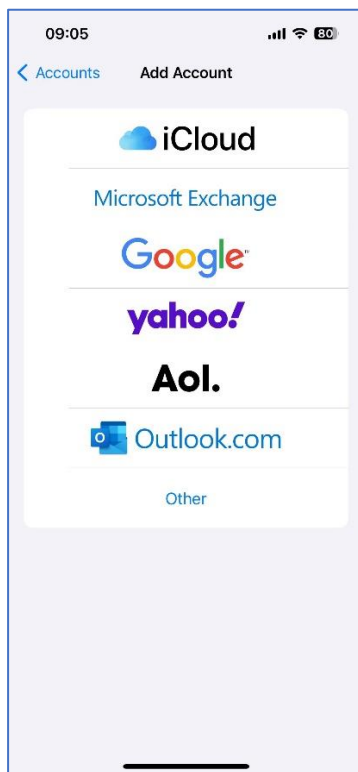 09:05
80
Accounts
Add Account
iCloud
Microsoft Exchange
Google
yahoo!
Aol.
Outlook.com
Other